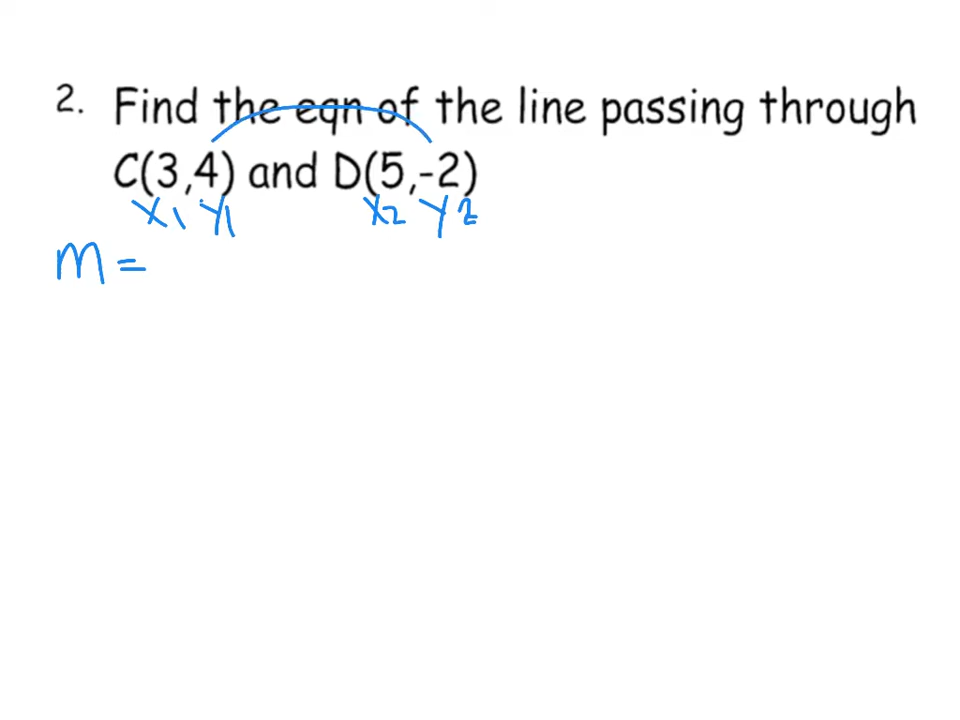 2. Find the eqn of the line passing through
C(3,4) and D(5,-2)
x1 y1 x2 y2
m =